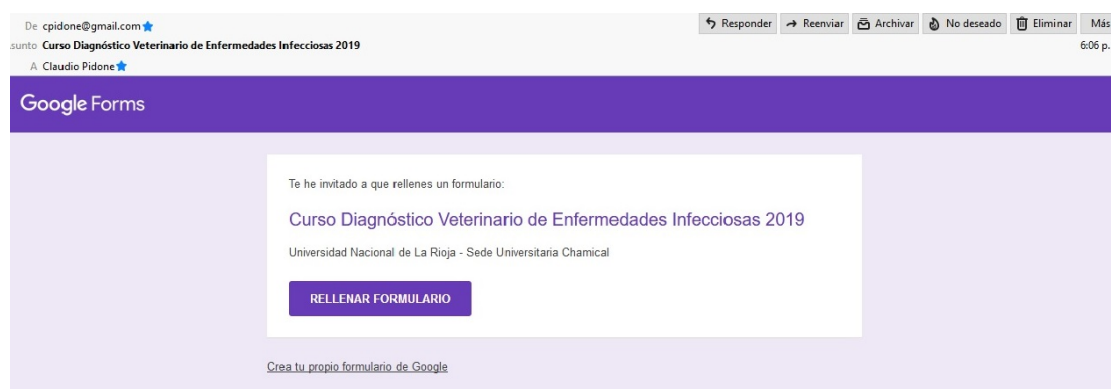 De cpidone@gmail.com
Responder Reenviar Archivar No deseado Eliminar Más
sunto Curso Diagnóstico Veterinario de Enfermedades Infecciosas 2019
6:06 p.
A Claudio Pidone
Google Forms
Te he invitado a que rellenes un formulario:
Curso Diagnóstico Veterinario de Enfermedades Infecciosas 2019
Universidad Nacional de La Rioja - Sede Universitaria Chamical
RELLENAR FORMULARIO
Crea tu propio formulario de Google